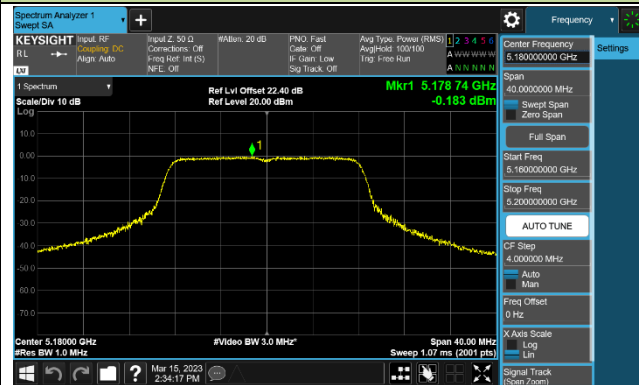 Spectrum Analyzer 1
Swept SA
Frequency
KEYSIGHT
RL
LXI
Input: RF
Coupling: DC
Align: Auto
Input Z: 50 Ω
Corrections: Off
Freq Ref: Int (S)
NFE: Off
#Atten: 20 dB
PNO: Fast
Gate: Off
IF Gain: Low
Sig Track: Off
Avg Type: Power (RMS)
Avg|Hold: 100/100
Trig: Free Run
1 2 3 4 5 6
A W W W W W
A N N N N N
1 Spectrum
Scale/Div 10 dB
Log
Ref Lvl Offset 22.40 dB
Ref Level 20.00 dBm
Mkr1 5.178 74 GHz
-0.183 dBm
1
10.0
0.00
-10.0
-20.0
-30.0
-40.0
-50.0
-60.0
-70.0
Center 5.18000 GHz
#Res BW 1.0 MHz
#Video BW 3.0 MHz*
Span 40.00 MHz
Sweep 1.07 ms (2001 pts)
Mar 15, 2023
2:34:17 PM
Center Frequency
5.180000000 GHz
Settings
Span
40.0000000 MHz
Swept Span
Zero Span
Full Span
Start Freq
5.160000000 GHz
Stop Freq
5.200000000 GHz
AUTO TUNE
CF Step
4.000000 MHz
Auto
Man
Freq Offset
0 Hz
X Axis Scale
Log
Lin
Signal Track
(Span Zoom)